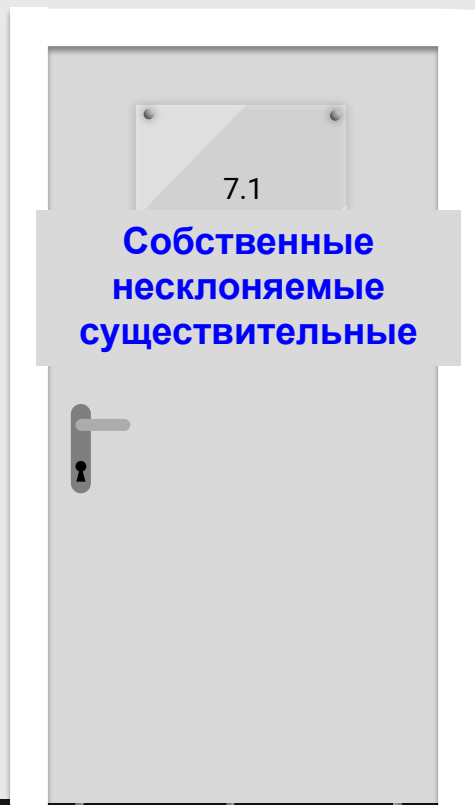 7.1
Собственные
несклоняемые
существительные